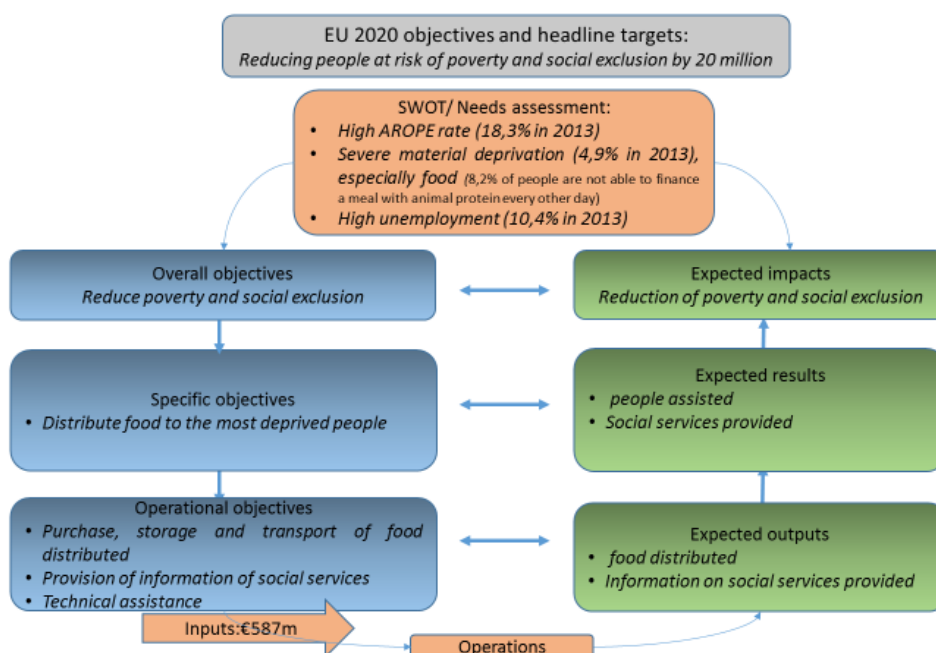 EU 2020 objectives and headline targets:
Reducing people at risk of poverty and social exclusion by 20 million
SWOT/ Needs assessment:
• High AROPE rate (18,3% in 2013)
• Severe material deprivation (4,9% in 2013),
especially food (8,2% of people are not able to finance
a meal with animal protein every other day)
• High unemployment (10,4% in 2013)
Overall objectives
Reduce poverty and social exclusion
Expected impacts
Reduction of poverty and social exclusion
Specific objectives
• Distribute food to the most deprived people
Expected results
• people assisted
• Social services provided
Operational objectives
• Purchase, storage and transport of food
distributed
• Provision of information of social services
• Technical assistance
Expected outputs
• food distributed
• Information on social services provided
Inputs:€587m
Operations